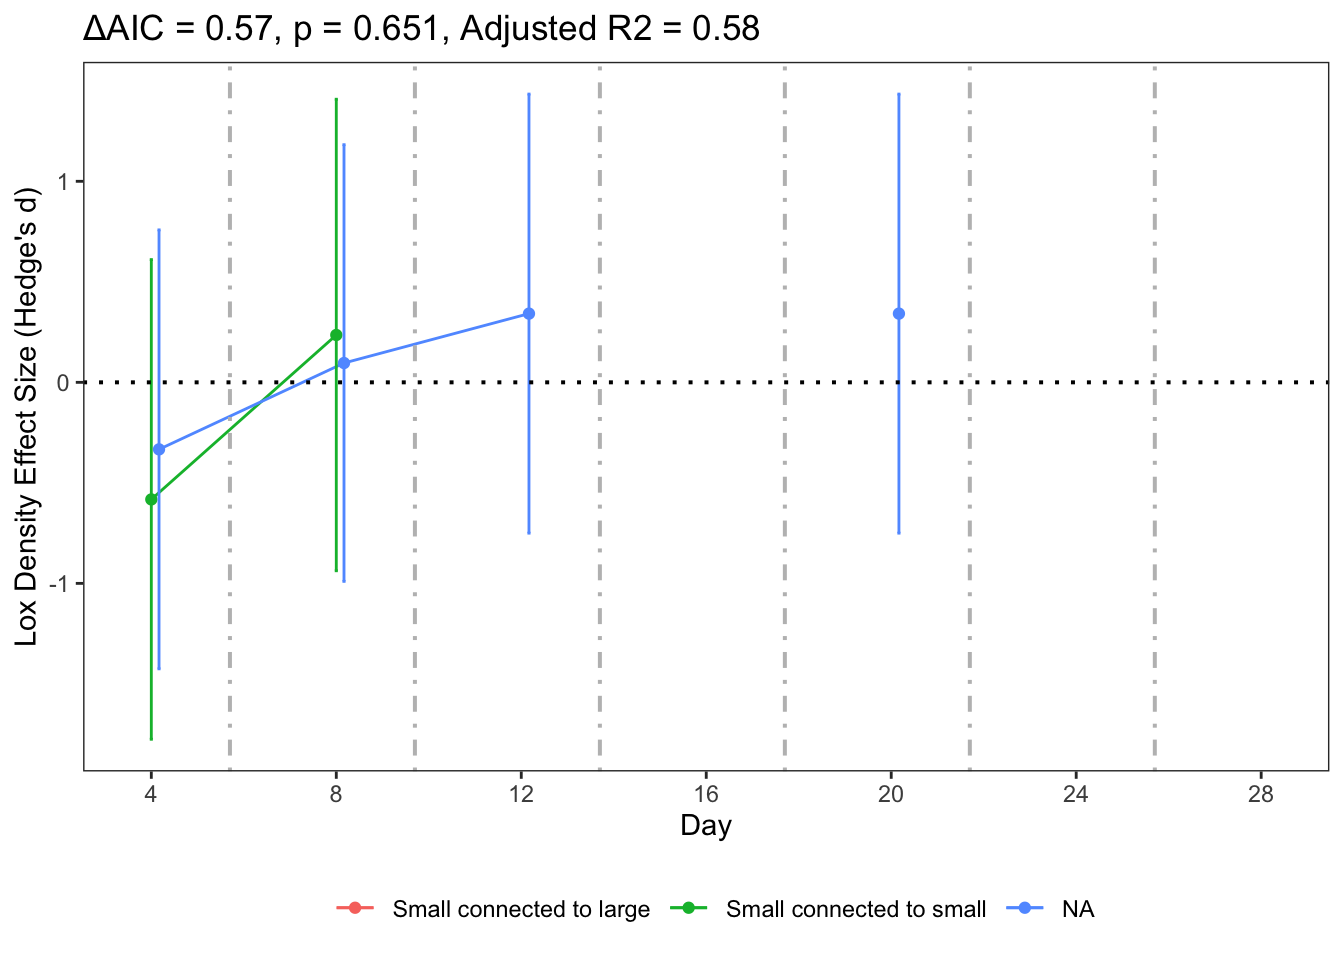 ΔAIC = 0.57, p = 0.651, Adjusted R2 = 0.58
Lox Density Effect Size (Hedge's d)
1
0
-1
4 8 12 16 20 24 28
Day
Small connected to large Small connected to small NA